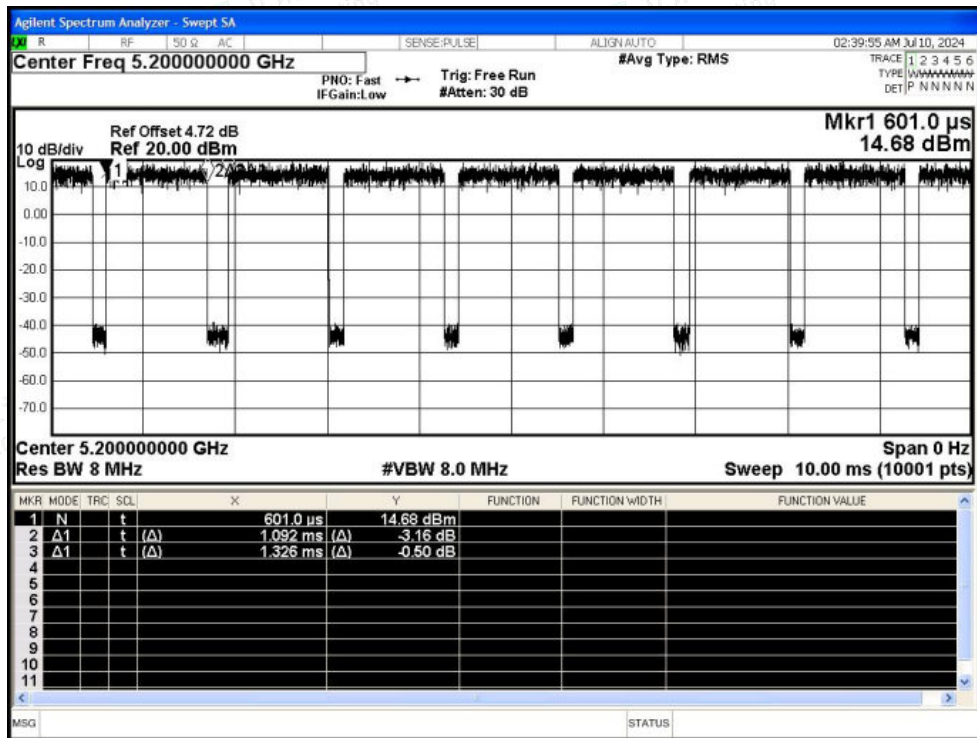 Agilent Spectrum Analyzer - Swept SA
LXI R RF 50 Ω AC SENSE:PULSE ALIGN AUTO 02:39:55 AM Jul 10, 2024
Center Freq 5.200000000 GHz #Avg Type: RMS TRACE 1 2 3 4 5 6
PNO: Fast Trig: Free Run TYPE WWWWWW
IFGain:Low #Atten: 30 dB DET P N N N N N
Mkr1 601.0 µs
Ref Offset 4.72 dB
10 dB/div Ref 20.00 dBm 14.68 dBm
Log
1 2Δ
10.0
0.00
-10.0
-20.0
-30.0
-40.0
-50.0
-60.0
-70.0
Center 5.200000000 GHz Span 0 Hz
Res BW 8 MHz #VBW 8.0 MHz Sweep 10.00 ms (10001 pts)
MKR MODE TRC SCL X Y FUNCTION FUNCTION WIDTH FUNCTION VALUE
1 N t 601.0 µs 14.68 dBm
2 Δ1 t (Δ) 1.092 ms (Δ) -3.16 dB
3 Δ1 t (Δ) 1.326 ms (Δ) -0.50 dB
4
5
6
7
8
9
10
11
MSG STATUS